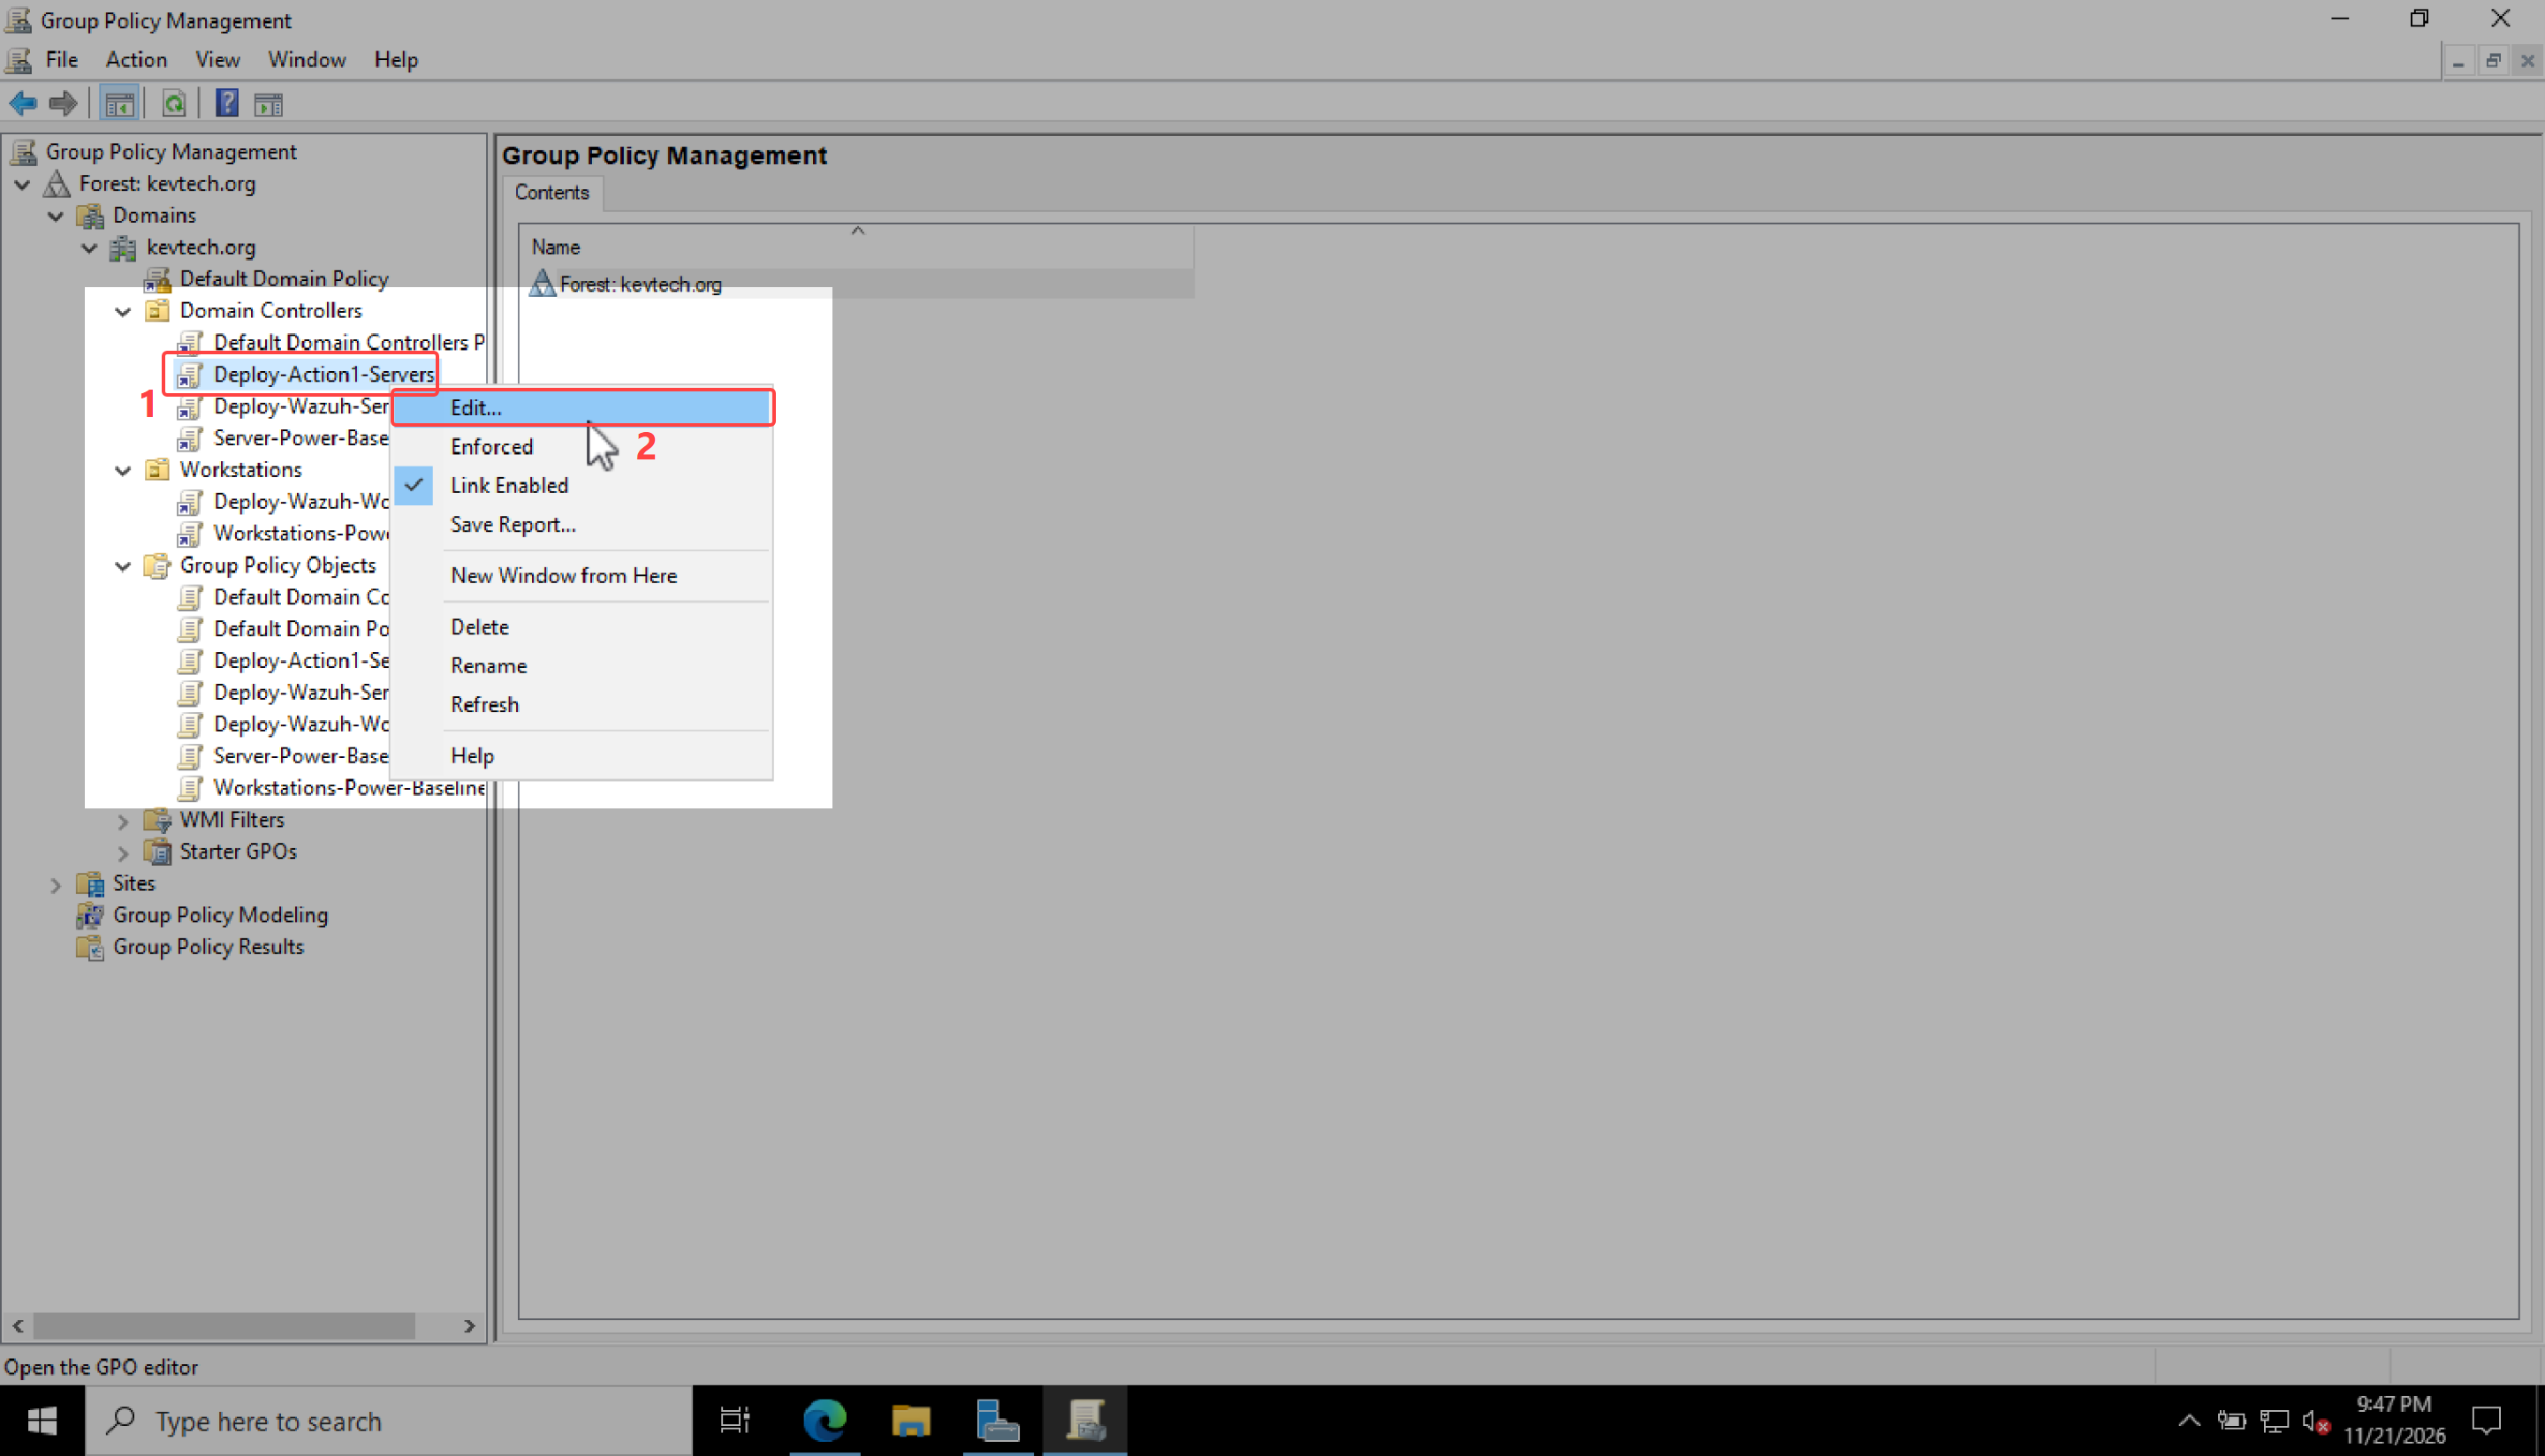 Group Policy Management
File Action View Window Help
Group Policy Management
Forest: kevtech.org
Domains
kevtech.org
Default Domain Policy
Domain Controllers
Default Domain Controllers P
Deploy-Action1-Servers
1
Deploy-Wazuh-Ser
Server-Power-Base
Workstations
Deploy-Wazuh-Wo
Workstations-Powe
Group Policy Objects
Default Domain Co
Default Domain Po
Deploy-Action1-Se
Deploy-Wazuh-Ser
Deploy-Wazuh-Wo
Server-Power-Base
Workstations-Power-Baseline
WMI Filters
Starter GPOs
Sites
Group Policy Modeling
Group Policy Results
Group Policy Management
Contents
Name
Forest: kevtech.org
Edit...
2
Enforced
Link Enabled
Save Report...
New Window from Here
Delete
Rename
Refresh
Help
Open the GPO editor
Type here to search
9:47 PM
11/21/2026